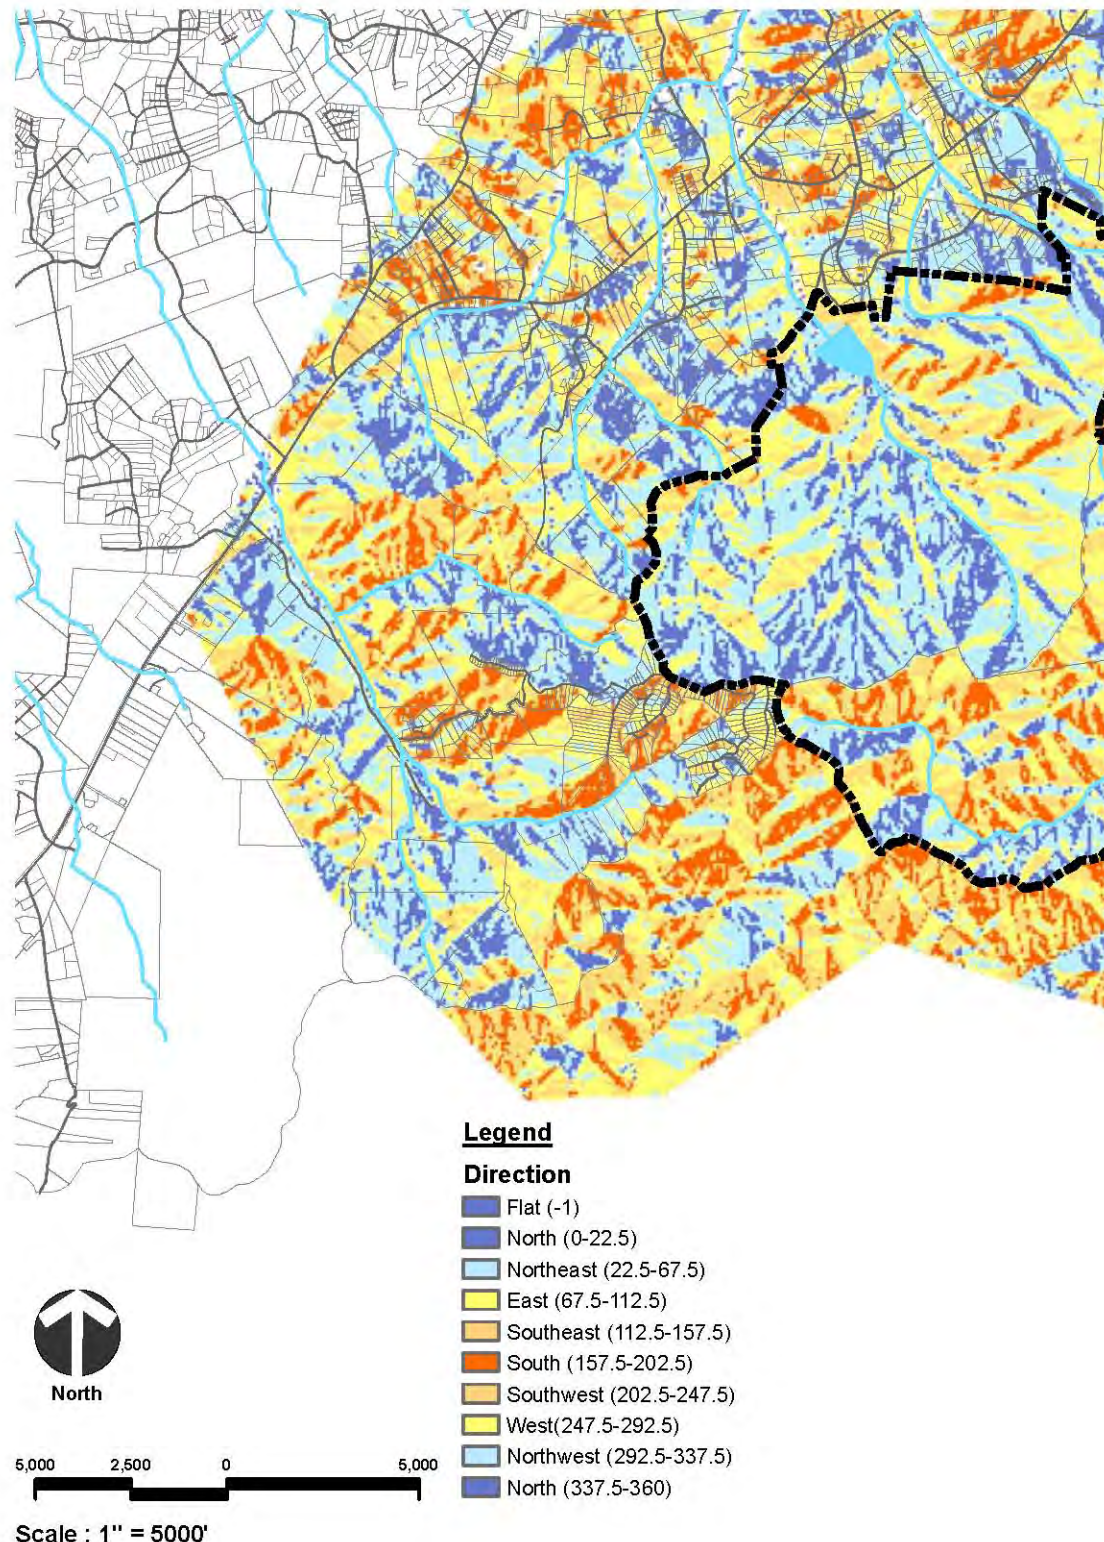 Legend
Direction
Flat (-1)
North (0-22.5)
Northeast (22.5-67.5)
East (67.5-112.5)
Southeast (112.5-157.5)
South (157.5-202.5)
Southwest (202.5-247.5)
West(247.5-292.5)
Northwest (292.5-337.5)
North (337.5-360)
North
5,000 2,500 0 5,000
Scale : 1" = 5000'